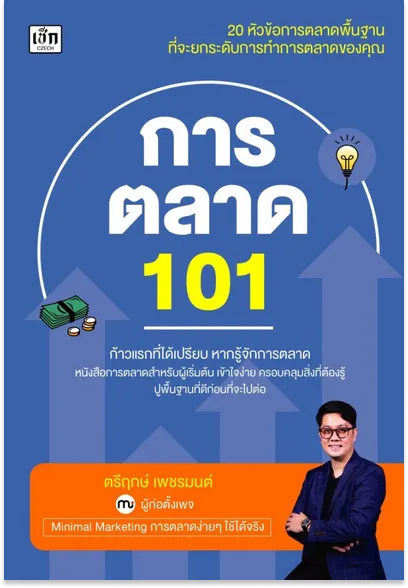 เช็ก
CZECH
20 หัวข้อการตลาดพื้นฐาน
ที่จะยกระดับการทำการตลาดของคุณ
การ
ตลาด
101
ก้าวแรกที่ได้เปรียบ หากรู้จักการตลาด
หนังสือการตลาดสำหรับผู้เริ่มต้น เข้าใจง่าย ครอบคลุมสิ่งที่ต้องรู้
ปูพื้นฐานที่ดีก่อนที่จะไปต่อ
ตรีฤกษ์ เพชรมนต์
ผู้ก่อตั้งเพจ
Minimal Marketing การตลาดง่ายๆ ใช้ได้จริง